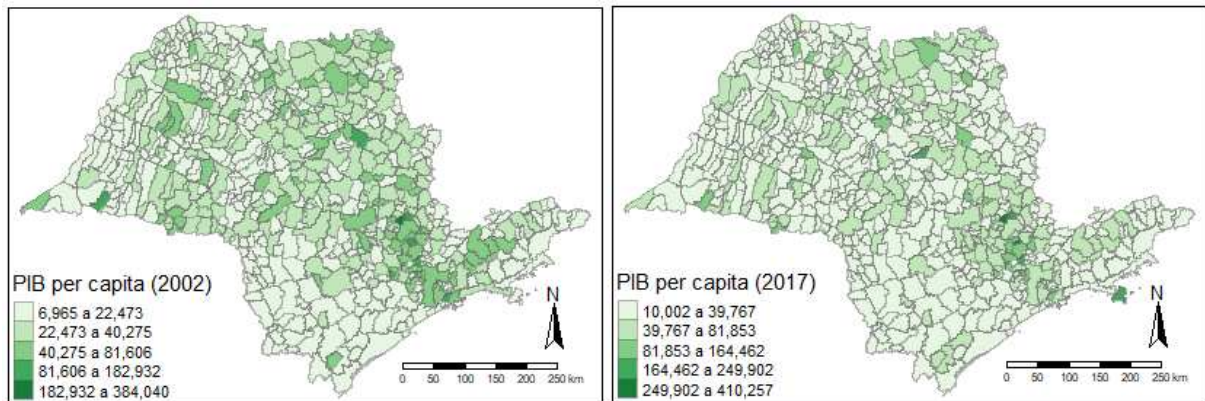 PIB per capita (2002)
6,965 a 22,473
22,473 a 40,275
40,275 a 81,606
81,606 a 182,932
182,932 a 384,040
N
0 50 100 150 200 250 km
PIB per capita (2017)
10,002 a 39,767
39,767 a 81,853
81,853 a 164,462
164,462 a 249,902
249,902 a 410,257
N
0 50 100 150 200 250 km